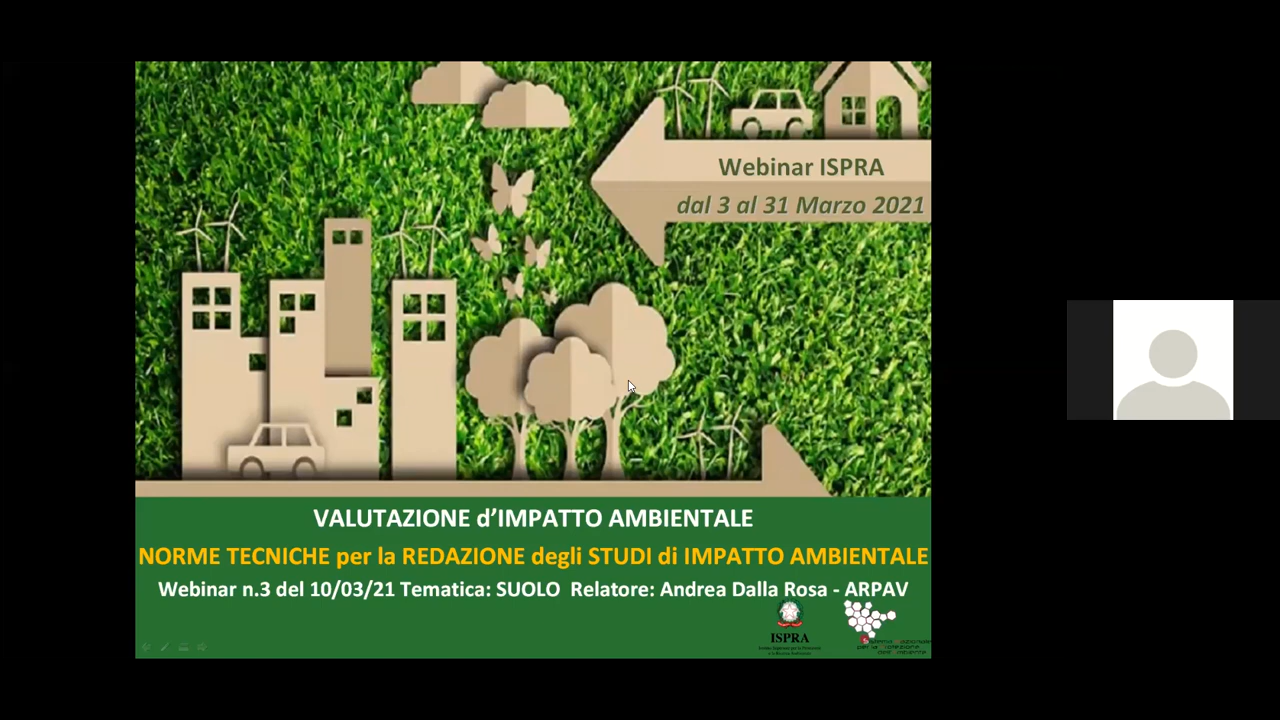 Webinar ISPRA
dal 3 al 31 Marzo 2021
VALUTAZIONE d'IMPATTO AMBIENTALE
NORME TECNICHE per la REDAZIONE degli STUDI di IMPATTO AMBIENTALE
Webinar n.3 del 10/03/21 Tematica: SUOLO Relatore: Andrea Dalla Rosa - ARPAV
ISPRA